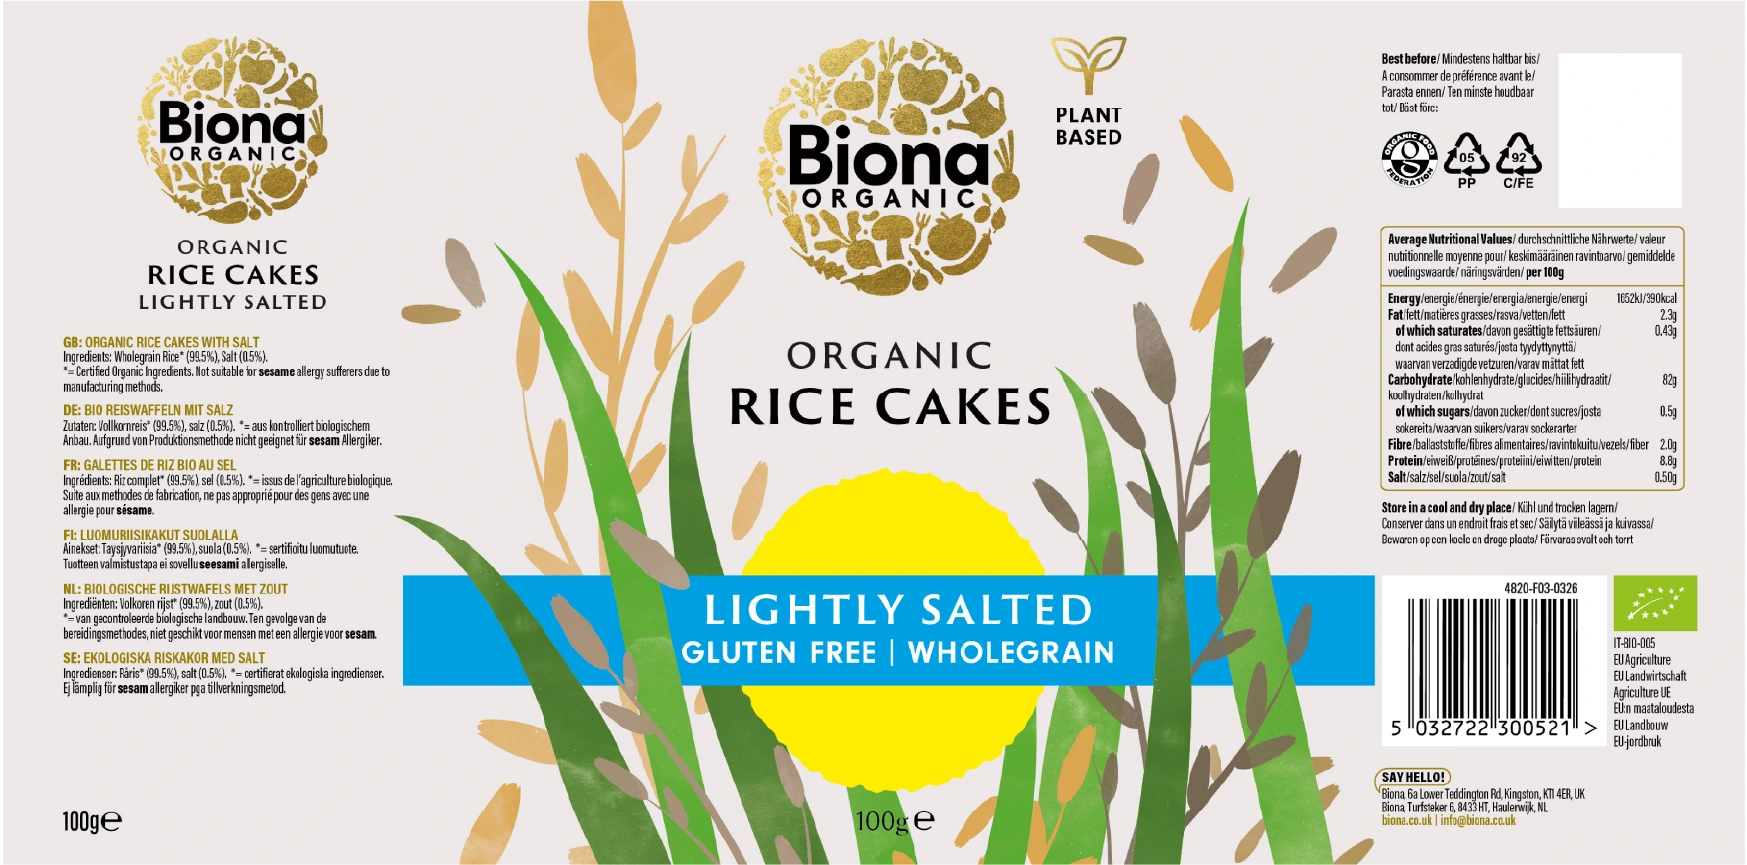 Biona
ORGANIC
ORGANIC
RICE CAKES
LIGHTLY SALTED
GB: ORGANIC RICE CAKES WITH SALT
Ingredients: Wholegrain Rice* (99.5%), Salt (0.5%).
*= Certified Organic Ingredients. Not suitable for sesame allergy sufferers due to
manufacturing methods.
DE: BIO REISWAFFELN MIT SALZ
Zutaten: Vollkornreis* (99.5%), salz (0.5%). *= aus kontrolliert biologischem
Anbau. Aufgrund von Produktionsmethode nicht geeignet für sesam Allergiker.
FR: GALETTES DE RIZ BIO AU SEL
Ingrédients: Riz complet* (99.5%), sel (0.5%). *= issus de l'agriculture biologique.
Suite aux methodes de fabrication, ne pas approprié pour des gens avec une
allergie pour sésame.
FI: LUOMURIISIKAKUT SUOLALLA
Ainekset: Taysjyvariisia* (99.5%), suola (0.5%). *= sertifioitu luomutuote.
Tuotteen valmistustapa ei sovellu seesami allergiselle.
NL: BIOLOGISCHE RIJSTWAFELS MET ZOUT
Ingrediënten: Volkoren rijst* (99.5%), zout (0.5%).
*= van gecontroleerde biologische landbouw. Ten gevolge van de
bereidingsmethodes, niet geschikt voor mensen met een allergie voor sesam.
SE: EKOLOGISKA RISKAKOR MED SALT
Ingredienser: Råris* (99.5%), salt (0.5%). *= certifierat ekologiska ingredienser.
Ej lämplig för sesam allergiker pga tillverkningsmetod.
100g℮
Biona
ORGANIC
PLANT
BASED
ORGANIC
RICE CAKES
LIGHTLY SALTED
GLUTEN FREE | WHOLEGRAIN
100g ℮
Best before/ Mindestens haltbar bis/
A consommer de préférence avant le/
Parasta ennen/ Ten minste houdbaar
tot/ Bäst före:
ORGANIC FOOD
FEDERATION
05
PP
92
C/FE
Average Nutritional Values/ durchschnittliche Nährwerte/ valeur
nutritionnelle moyenne pour/ keskimääräinen ravintoarvo/ gemiddelde
voedingswaarde/ näringsvärden/ per 100g
Energy/energie/énergie/energia/energie/energi 1652kJ/390kcal
Fat/fett/matières grasses/rasva/vetten/fett 2.3g
of which saturates/davon gesättigte fettsäuren/ 0.43g
dont acides gras saturés/josta tyydyttynyttä/
waarvan verzadigde vetzuren/varav mättat fett
Carbohydrate/kohlenhydrate/glucides/hiilihydraatit/ 82g
koolhydraten/kolhydrat
of which sugars/davon zucker/dont sucres/josta 0.5g
sokereita/waarvan suikers/varav sockerarter
Fibre/ballaststoffe/fibres alimentaires/ravintokuitu/vezels/fiber 2.0g
Protein/eiweiß/protéines/proteiini/eiwitten/protein 8.8g
Salt/salz/sel/suola/zout/salt 0.50g
Store in a cool and dry place/ Kühl und trocken lagern/
Conserver dans un endroit frais et sec/ Säilytä viileässä ja kuivassa/
Bewaren op een koele en droge plaats/ Förvaras svalt och torrt
4820-F03-0326
5 032722 300521 >
IT-BIO-005
EU Agriculture
EU Landwirtschaft
Agriculture UE
EU:n maataloudesta
EU Landbouw
EU-jordbruk
SAY HELLO!
Biona, 6a Lower Teddington Rd, Kingston, KT1 4ER, UK
Biona, Turfsteker 6, 8433 HT, Haulerwijk, NL
biona.co.uk | info@biona.co.uk